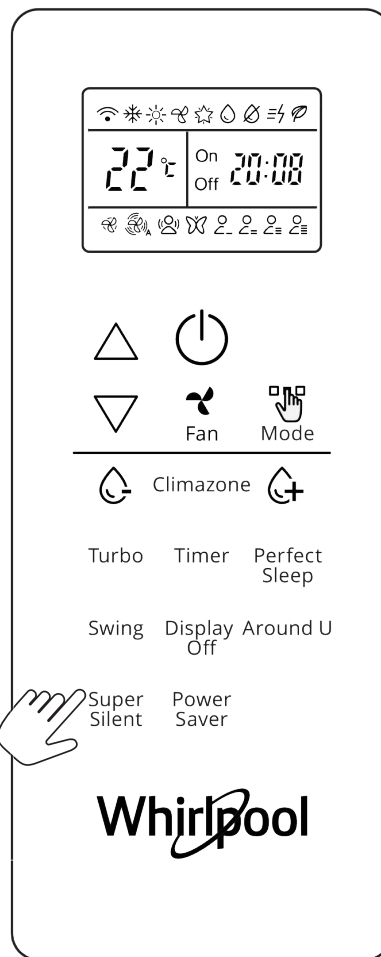 22 °C
On
Off
20:08
A
Fan
Mode
Climazone
Turbo
Timer
Perfect
Sleep
Swing
Display
Off
Around U
Super
Silent
Power
Saver
Whirlpool